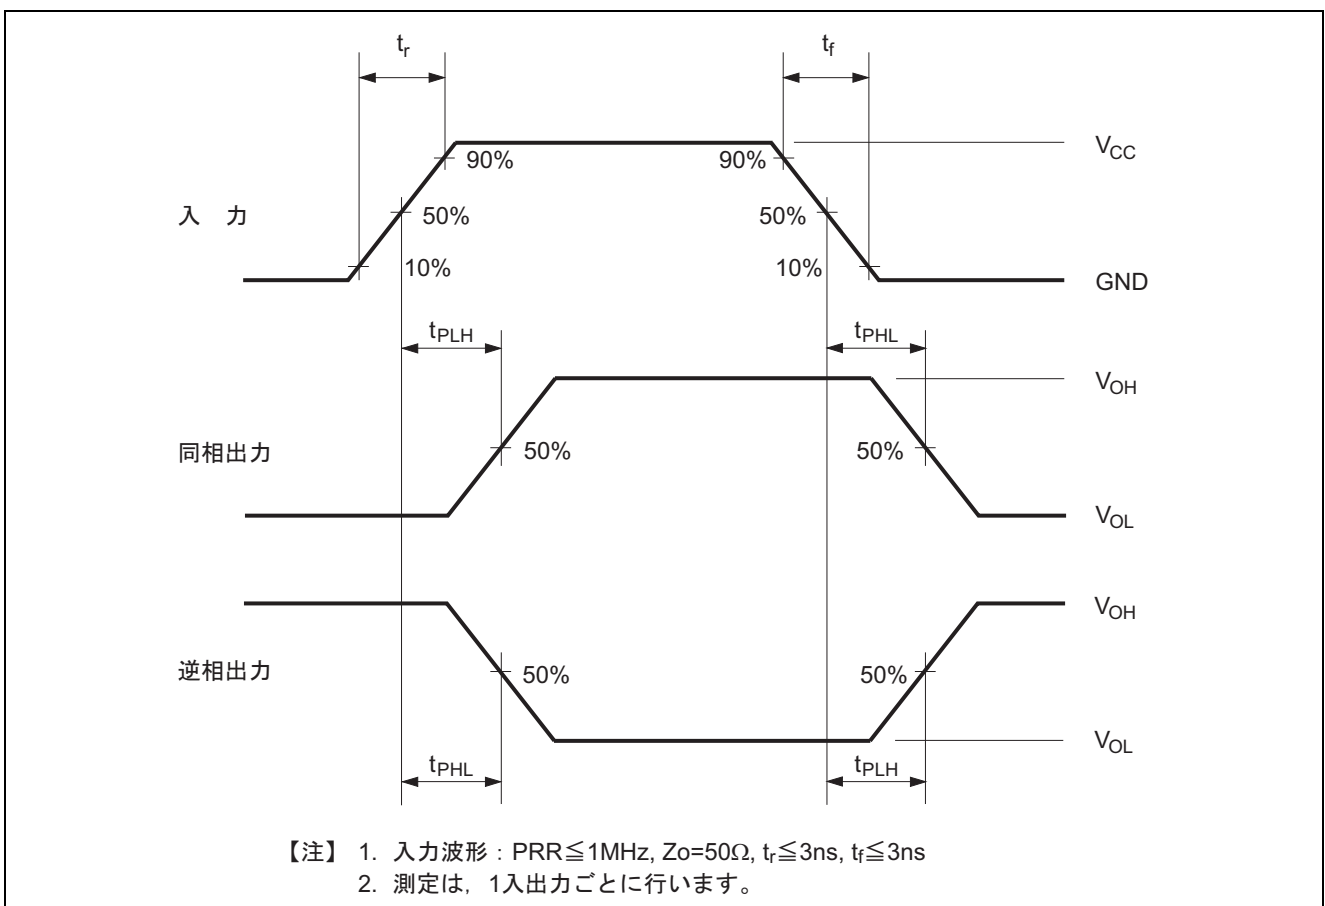 tr tf
VCC
90% 90%
入 力 50% 50%
10% 10%
GND
tPLH tPHL
VOH
同相出力 50% 50%
VOL
VOH
逆相出力 50% 50%
VOL
tPHL tPLH
【注】 1. 入力波形：PRR≦1MHz, Zo=50Ω, tr≦3ns, tf≦3ns
2. 測定は，1入出力ごとに行います。